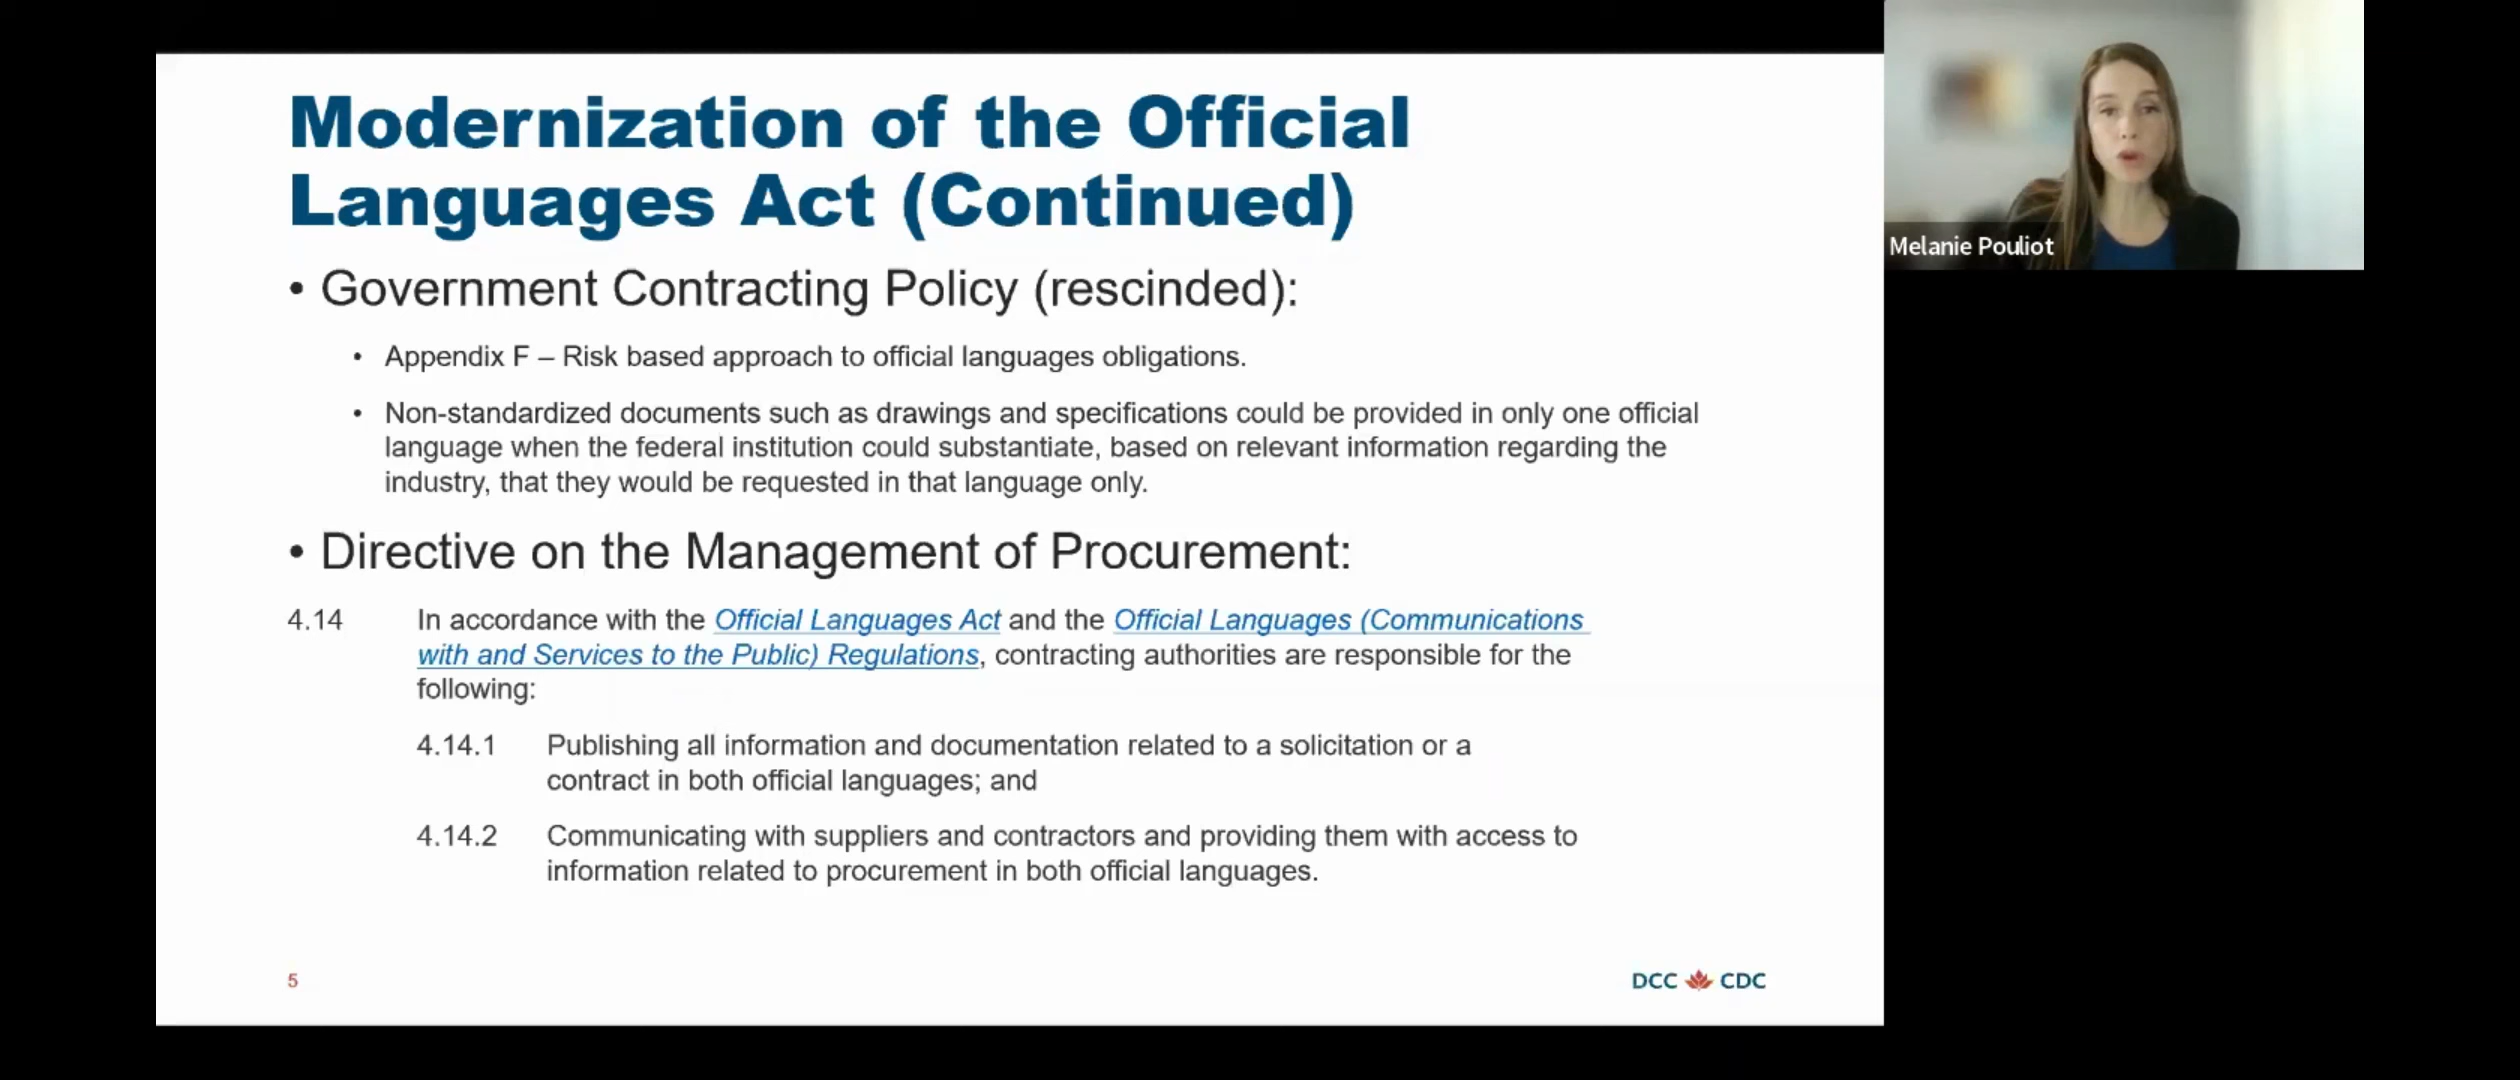 Modernization of the Official
Languages Act (Continued)
• Government Contracting Policy (rescinded):
• Appendix F – Risk based approach to official languages obligations.
• Non-standardized documents such as drawings and specifications could be provided in only one official
language when the federal institution could substantiate, based on relevant information regarding the
industry, that they would be requested in that language only.
• Directive on the Management of Procurement:
4.14 In accordance with the Official Languages Act and the Official Languages (Communications
with and Services to the Public) Regulations, contracting authorities are responsible for the
following:
4.14.1 Publishing all information and documentation related to a solicitation or a
contract in both official languages; and
4.14.2 Communicating with suppliers and contractors and providing them with access to
information related to procurement in both official languages.
5
DCC CDC
Melanie Pouliot